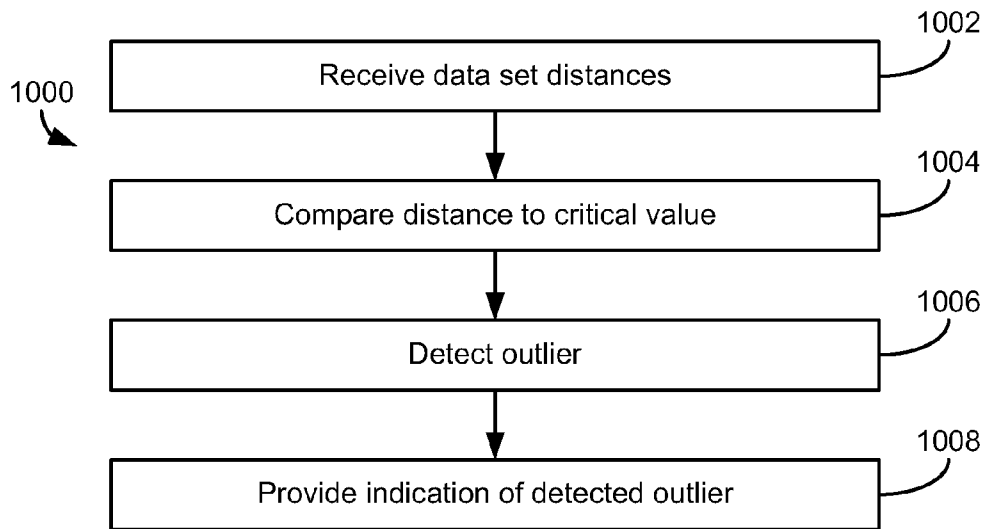 1002
Receive data set distances
1000
1004
Compare distance to critical value
1006
Detect outlier
1008
Provide indication of detected outlier